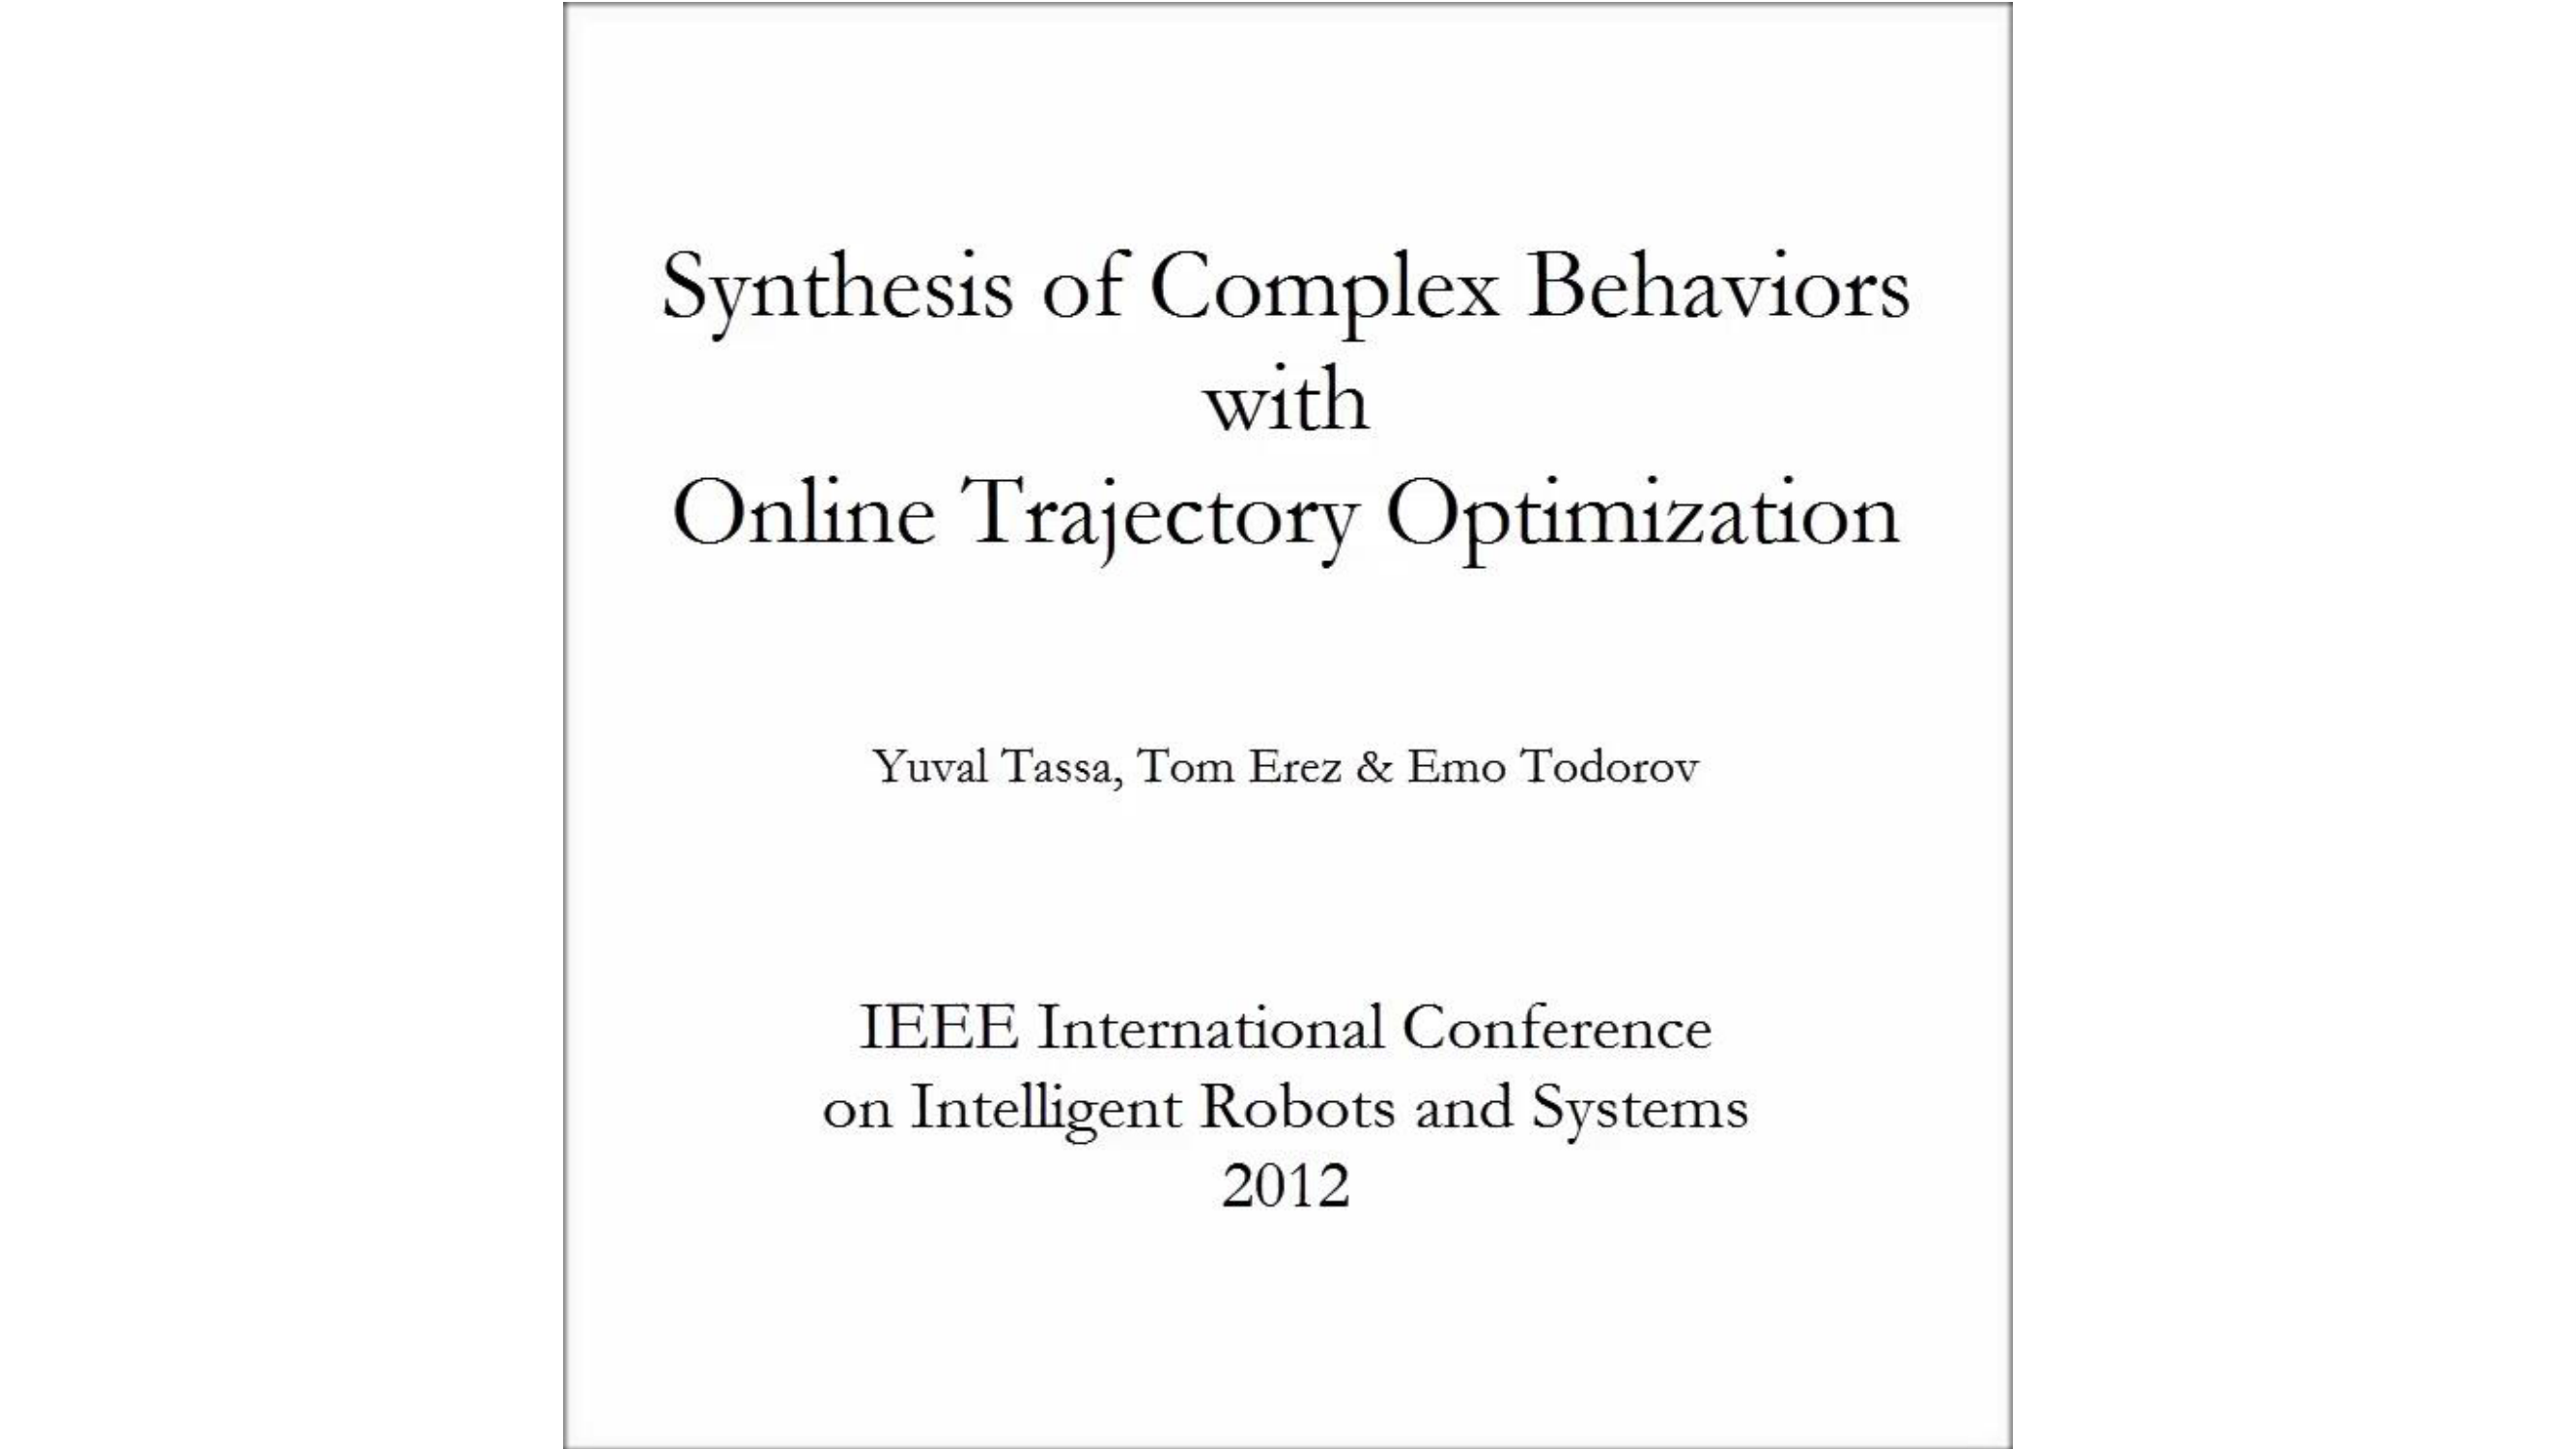 Synthesis of Complex Behaviors
with
Online Trajectory Optimization
Yuval Tassa, Tom Erez & Emo Todorov
IEEE International Conference
on Intelligent Robots and Systems
2012